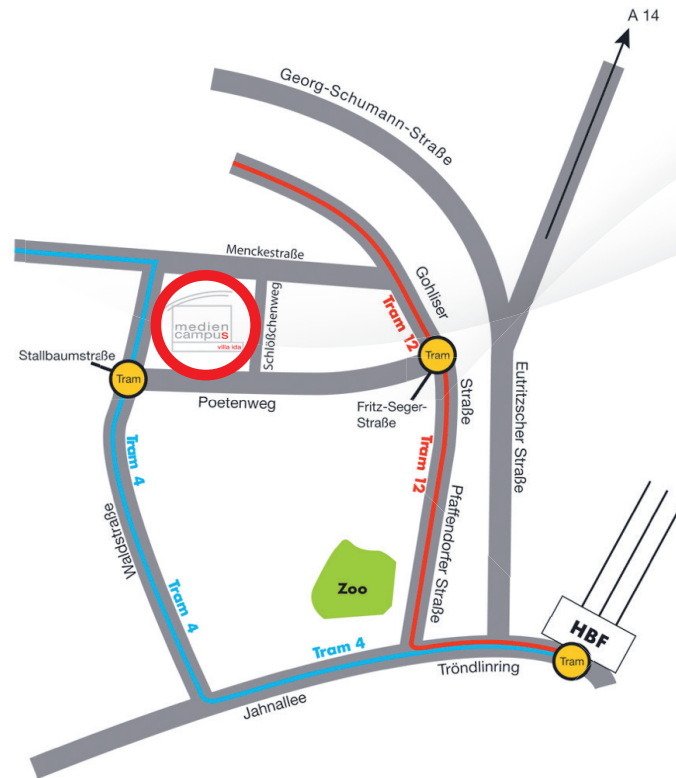 A 14
Georg-Schumann-Straße
Menckestraße
Gohliser
Straße
Tram 12
Schlößchenweg
medien
campus
villa ida
Stallbaumstraße
Tram
Tram
Poetenweg
Fritz-Seger-
Straße
Eutritzscher Straße
Tram 4
Tram 12
Waldstraße
Pfaffendorfer Straße
Zoo
Tram 4
Tram 4
HBF
Tram
Tröndlinring
Jahnallee